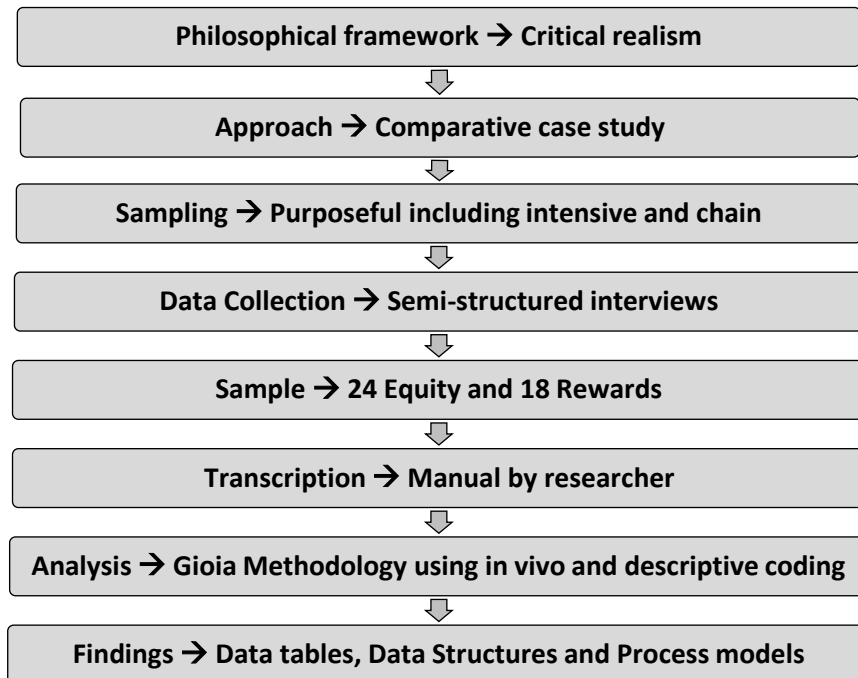 Philosophical framework → Critical realism
Approach → Comparative case study
Sampling → Purposeful including intensive and chain
Data Collection → Semi-structured interviews
Sample → 24 Equity and 18 Rewards
Transcription → Manual by researcher
Analysis → Gioia Methodology using in vivo and descriptive coding
Findings → Data tables, Data Structures and Process models